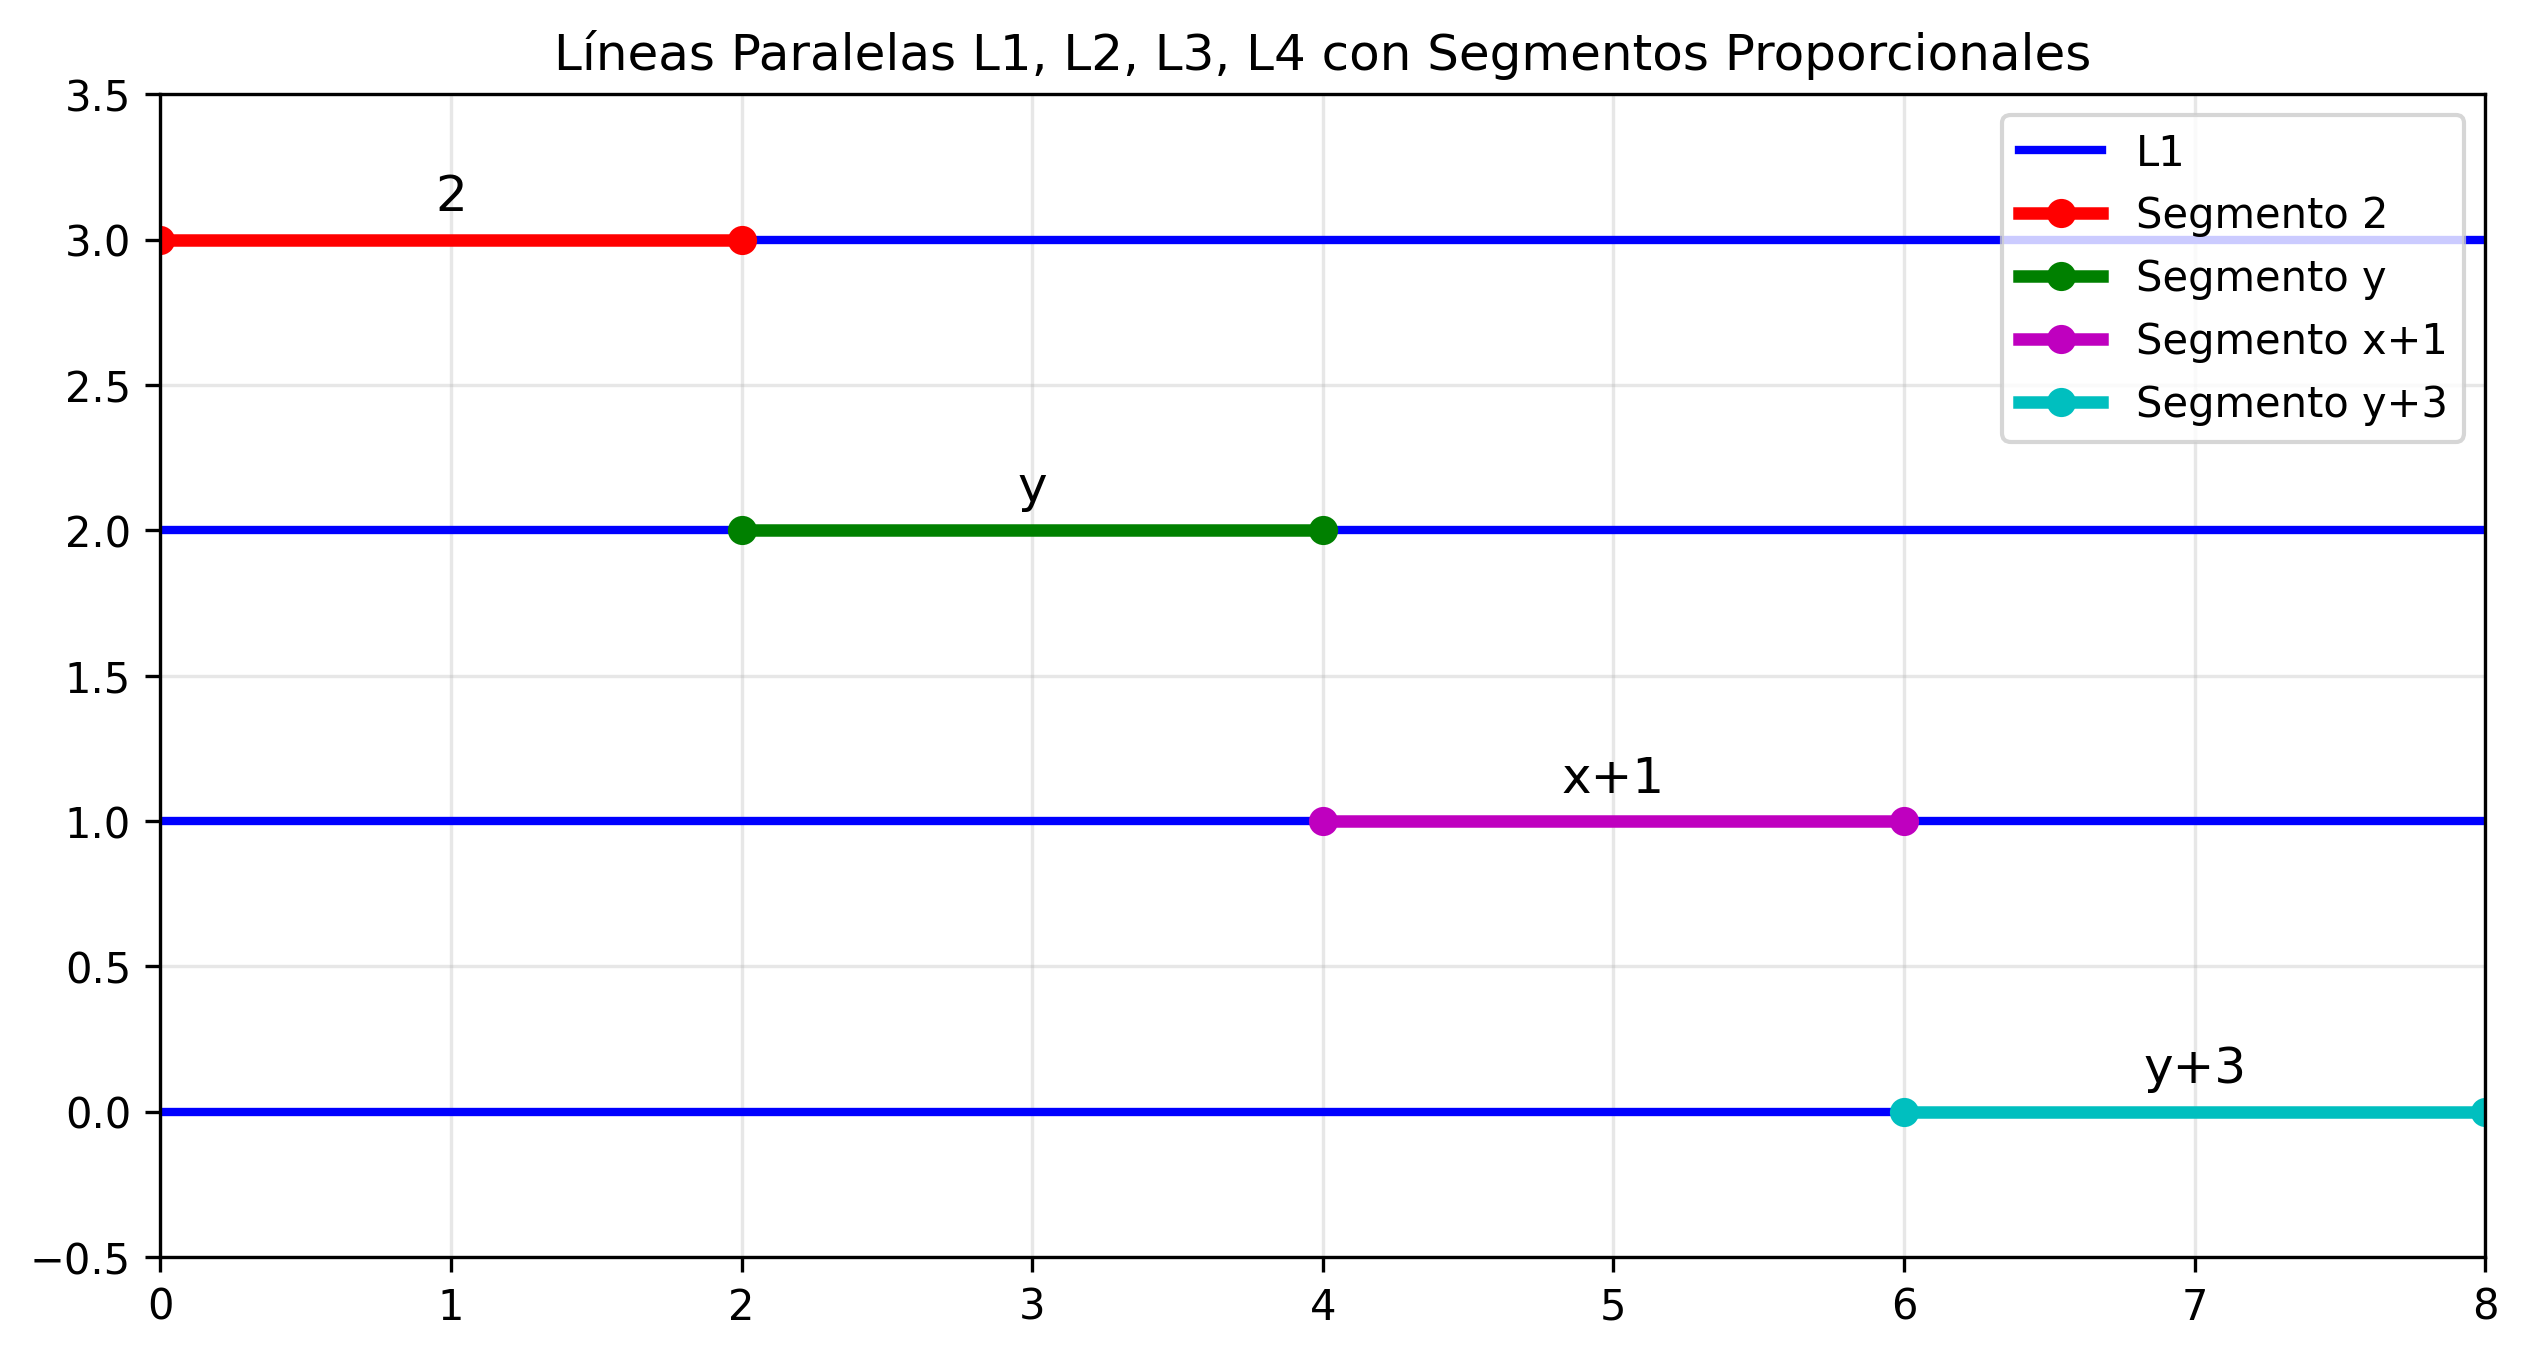 Líneas Paralelas L1, L2, L3, L4 con Segmentos Proporcionales
3.5
3.0
2.5
2.0
1.5
1.0
0.5
0.0
−0.5
2
y
x+1
y+3
L1
Segmento 2
Segmento y
Segmento x+1
Segmento y+3
0 1 2 3 4 5 6 7 8